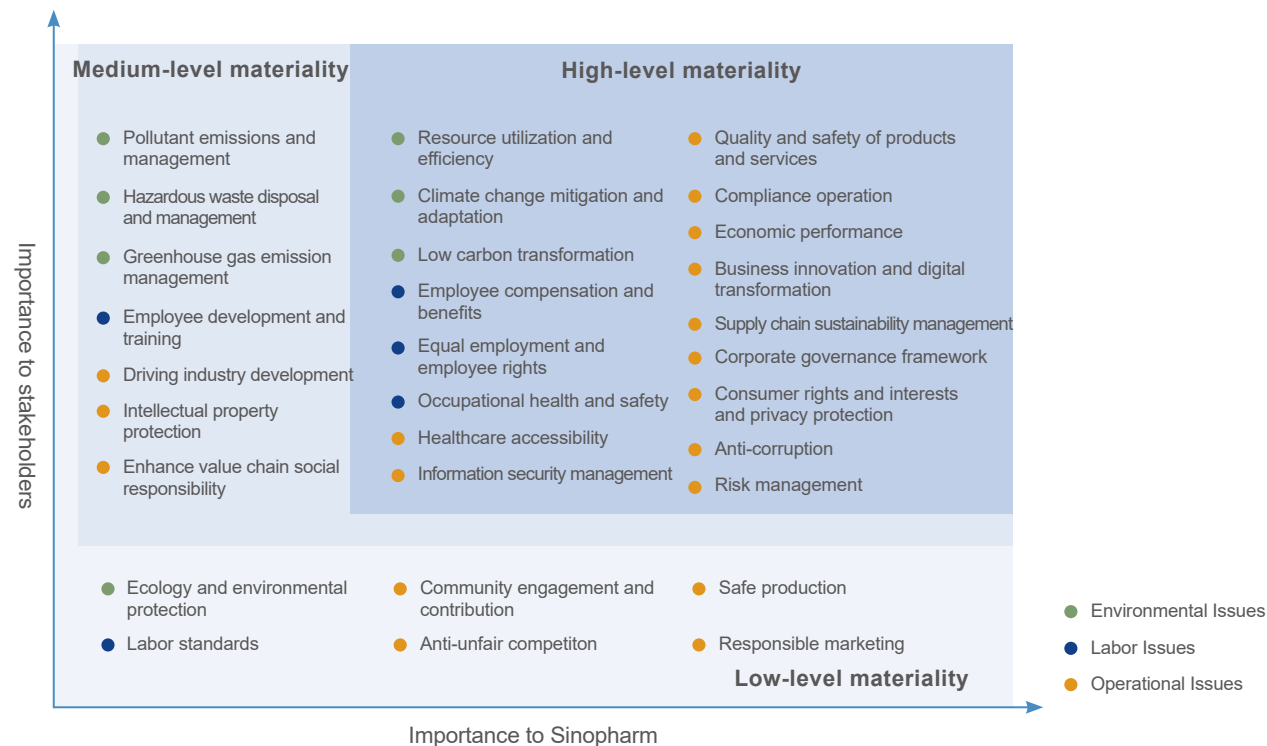 Medium-level materiality
High-level materiality
Pollutant emissions and
management
Hazardous waste disposal
and management
Greenhouse gas emission
management
Employee development and
training
Driving industry development
Intellectual property
protection
Enhance value chain social
responsibility
Resource utilization and
efficiency
Climate change mitigation and
adaptation
Low carbon transformation
Employee compensation and
benefits
Equal employment and
employee rights
Occupational health and safety
Healthcare accessibility
Information security management
Quality and safety of products
and services
Compliance operation
Economic performance
Business innovation and digital
transformation
Supply chain sustainability management
Corporate governance framework
Consumer rights and interests
and privacy protection
Anti-corruption
Risk management
Ecology and environmental
protection
Labor standards
Community engagement and
contribution
Anti-unfair competiton
Safe production
Responsible marketing
Low-level materiality
Importance to stakeholders
Importance to Sinopharm
Environmental Issues
Labor Issues
Operational Issues